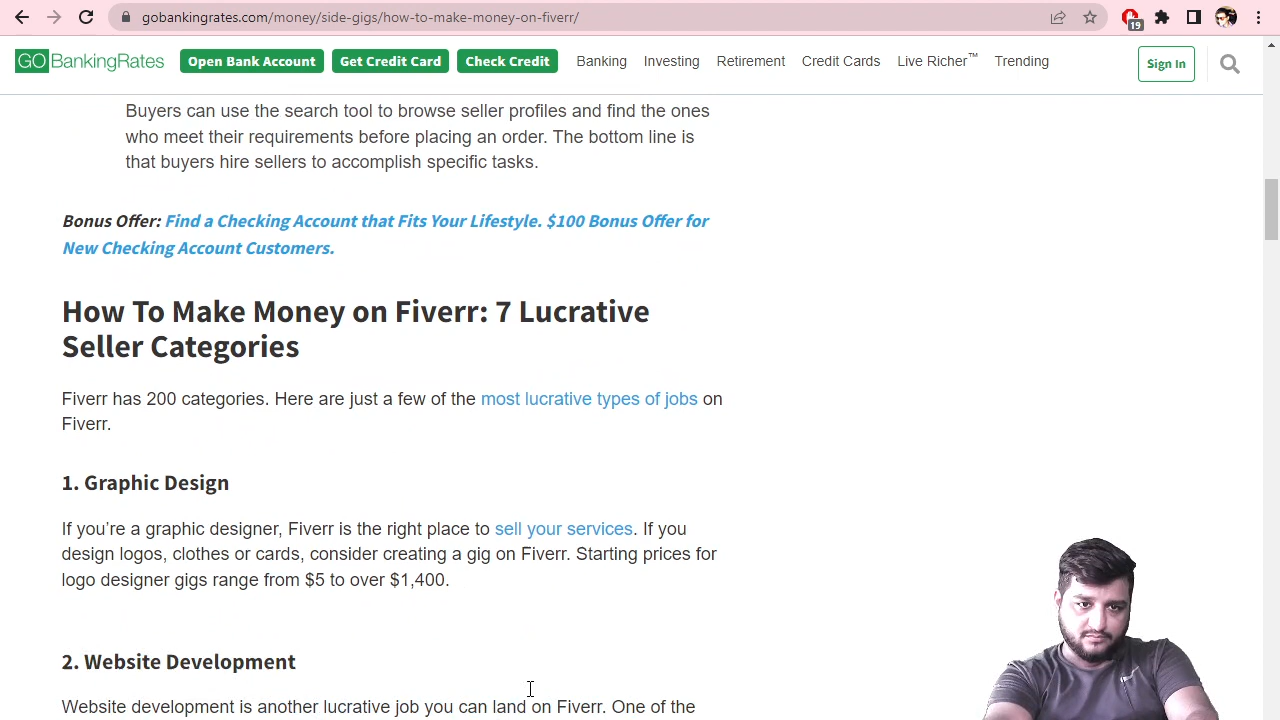 gobankingrates.com/money/side-gigs/how-to-make-money-on-fiverr/
19
GOBankingRates Open Bank Account Get Credit Card Check Credit Banking Investing Retirement Credit Cards Live Richer™ Trending Sign In
Buyers can use the search tool to browse seller profiles and find the ones
who meet their requirements before placing an order. The bottom line is
that buyers hire sellers to accomplish specific tasks.
Bonus Offer: Find a Checking Account that Fits Your Lifestyle. $100 Bonus Offer for
New Checking Account Customers.
How To Make Money on Fiverr: 7 Lucrative
Seller Categories
Fiverr has 200 categories. Here are just a few of the most lucrative types of jobs on
Fiverr.
1. Graphic Design
If you’re a graphic designer, Fiverr is the right place to sell your services. If you
design logos, clothes or cards, consider creating a gig on Fiverr. Starting prices for
logo designer gigs range from $5 to over $1,400.
2. Website Development
Website development is another lucrative job you can land on Fiverr. One of the